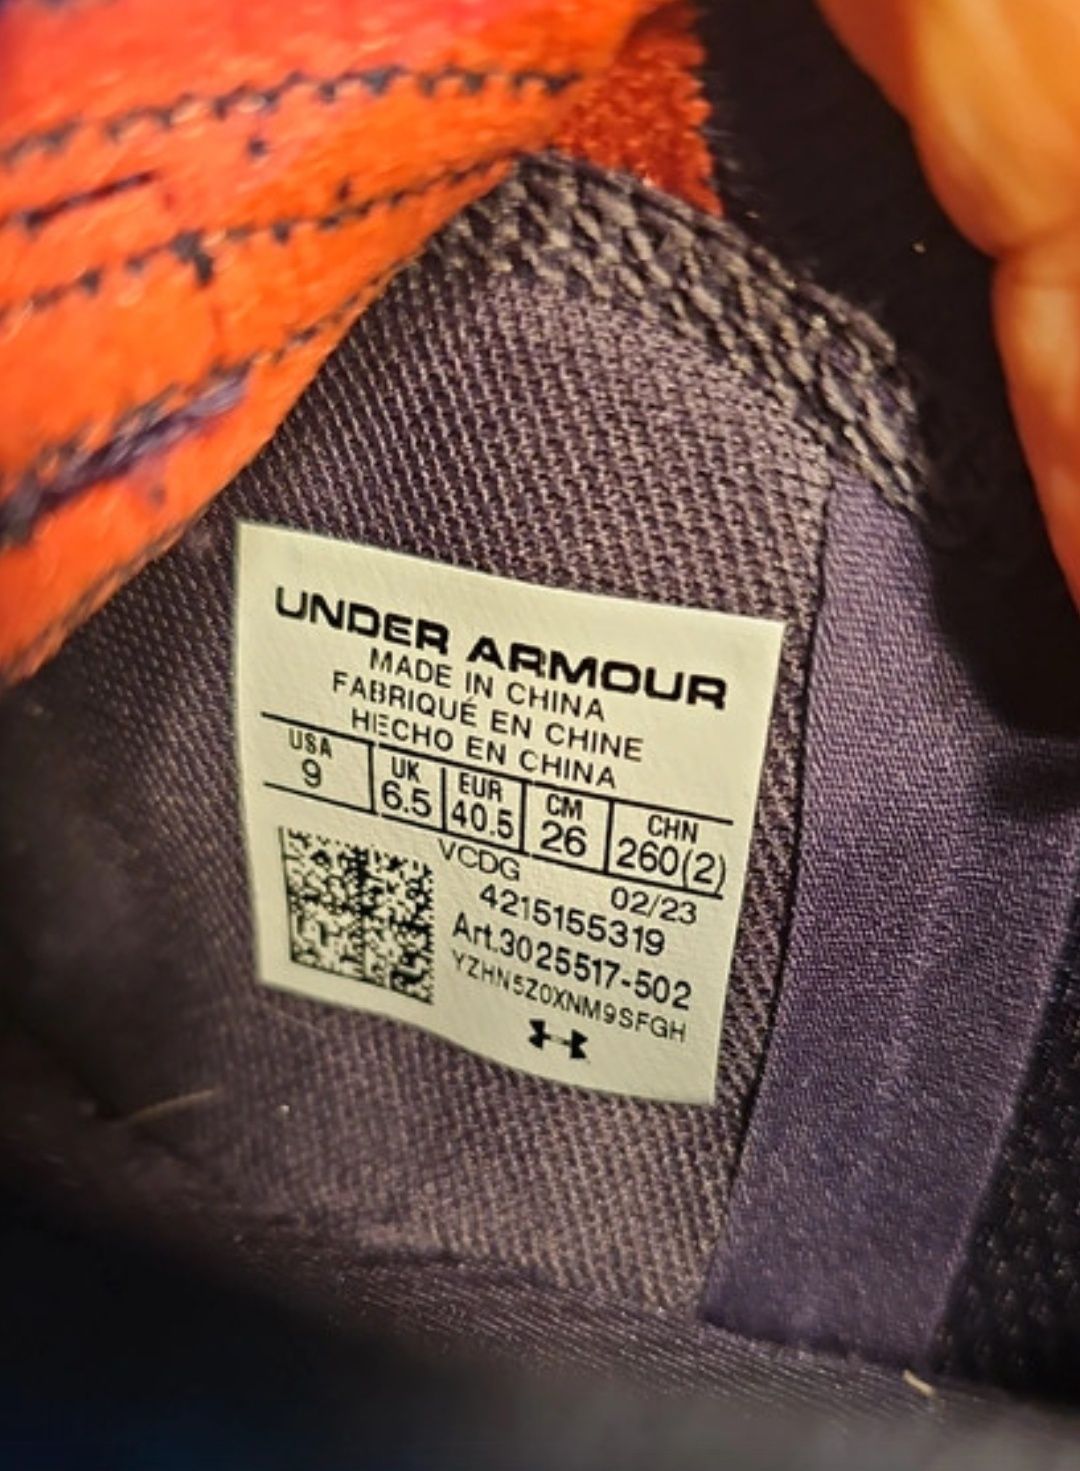 UNDER ARMOUR
MADE IN CHINA
FABRIQUÉ EN CHINE
HECHO EN CHINA
USA UK EUR CM CHN
9 6.5 40.5 26 260(2)
VCDG 02/23
4215155319
Art.3025517-502
YZHN5Z0XNM9SFGH